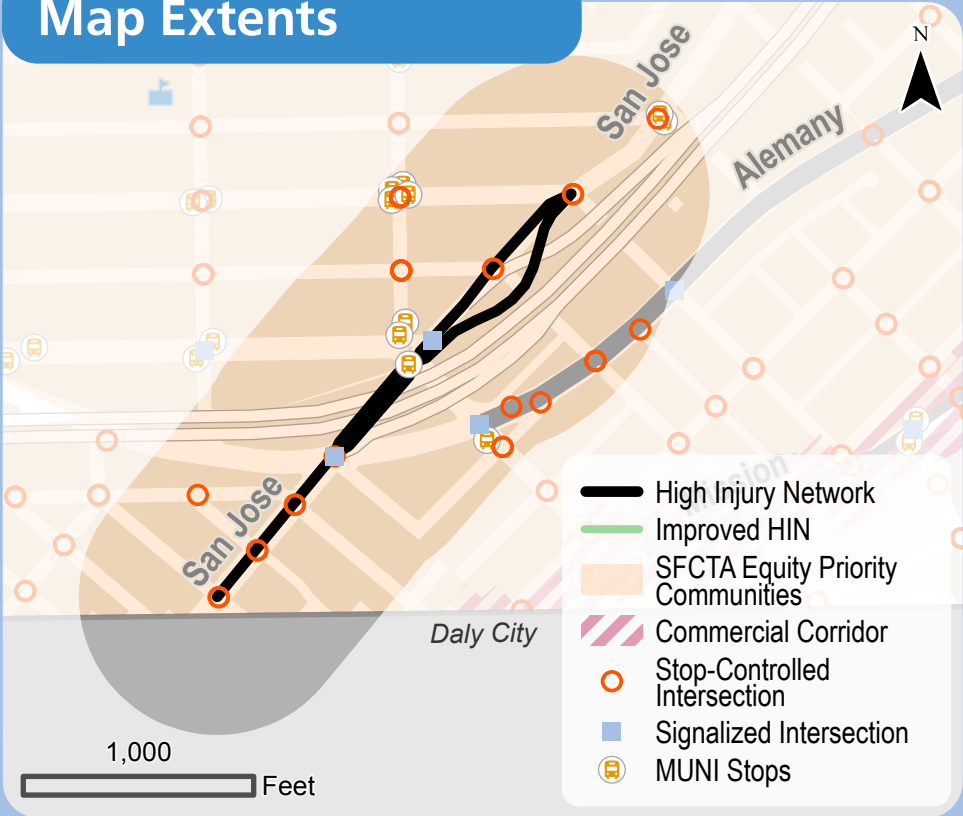 Map Extents
N
San Jose
Alemany
San Jose
Mission
Daly City
High Injury Network
Improved HIN
SFCTA Equity Priority
Communities
Commercial Corridor
Stop-Controlled
Intersection
Signalized Intersection
MUNI Stops
1,000
Feet